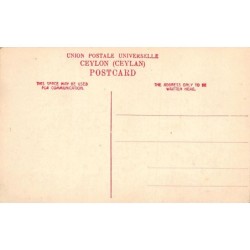 UNION POSTALE UNIVERSELLE
CEYLON (CEYLAN)
POSTCARD
THIS SPACE MAY BE USED
FOR COMMUNICATION.
THE ADDRESS ONLY TO BE
WRITTEN HERE.